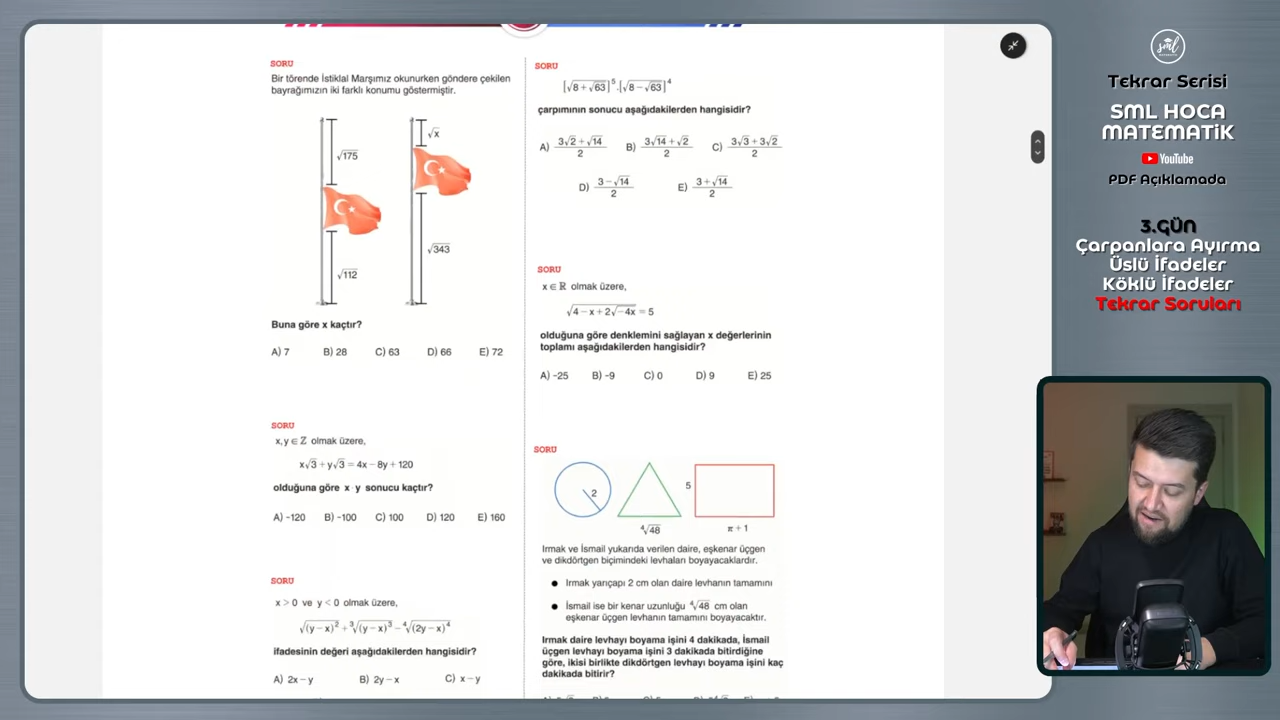 SORU
Bir törende İstiklal Marşımız okunurken göndere çekilen
bayrağımızın iki farklı konumu göstermiştir.
√175
√112
√x
√343
Buna göre x kaçtır?
A) 7 B) 28 C) 63 D) 66 E) 72
SORU
x, y ∈ ℤ olmak üzere,
x√3 + y√3 = 4x − 8y + 120
olduğuna göre x y sonucu kaçtır?
A) -120 B) -100 C) 100 D) 120 E) 160
SORU
x > 0 ve y < 0 olmak üzere,
√(y − x)² + ³√(y − x)³ − ⁴√(2y − x)⁴
ifadesinin değeri aşağıdakilerden hangisidir?
A) 2x − y B) 2y − x C) x − y
SORU
[√8 + √63]⁵ . [√8 − √63]⁴
çarpımının sonucu aşağıdakilerden hangisidir?
A) (3√2 + √14)/2 B) (3√14 + √2)/2 C) (3√3 + 3√2)/2
D) (3 − √14)/2 E) (3 + √14)/2
SORU
x ∈ ℝ olmak üzere,
√(4 − x + 2√(−4x)) = 5
olduğuna göre denklemini sağlayan x değerlerinin
toplamı aşağıdakilerden hangisidir?
A) -25 B) -9 C) 0 D) 9 E) 25
SORU
2
⁴√48
5
π + 1
Irmak ve İsmail yukarıda verilen daire, eşkenar üçgen
ve dikdörtgen biçimindeki levhaları boyayacaklardır.
● Irmak yarıçapı 2 cm olan daire levhanın tamamını
● İsmail ise bir kenar uzunluğu ⁴√48 cm olan
eşkenar üçgen levhanın tamamını boyayacaktır.
Irmak daire levhayı boyama işini 4 dakikada, İsmail
üçgen levhayı boyama işini 3 dakikada bitirdiğine
göre, ikisi birlikte dikdörtgen levhayı boyama işini kaç
dakikada bitirir?
sml
Tekrar Serisi
SML HOCA
MATEMATİK
YouTube
PDF Açıklamada
3.GÜN
Çarpanlara Ayırma
Üslü İfadeler
Köklü İfadeler
Tekrar Soruları